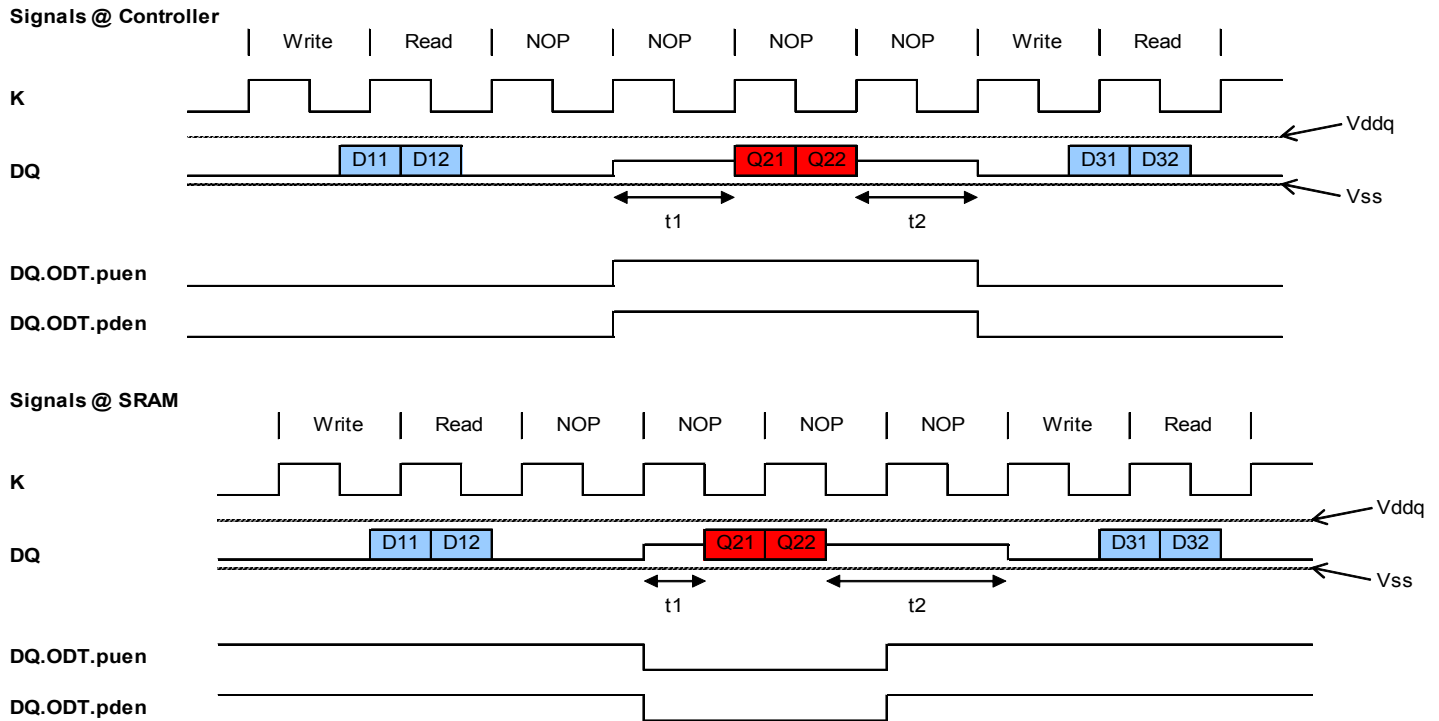 Signals @ Controller
Write Read NOP NOP NOP NOP Write Read
K
Vddq
DQ D11 D12 Q21 Q22 D31 D32
Vss
t1 t2
DQ.ODT.puen
DQ.ODT.pden
Signals @ SRAM
Write Read NOP NOP NOP NOP Write Read
K
Vddq
DQ D11 D12 Q21 Q22 D31 D32
Vss
t1 t2
DQ.ODT.puen
DQ.ODT.pden